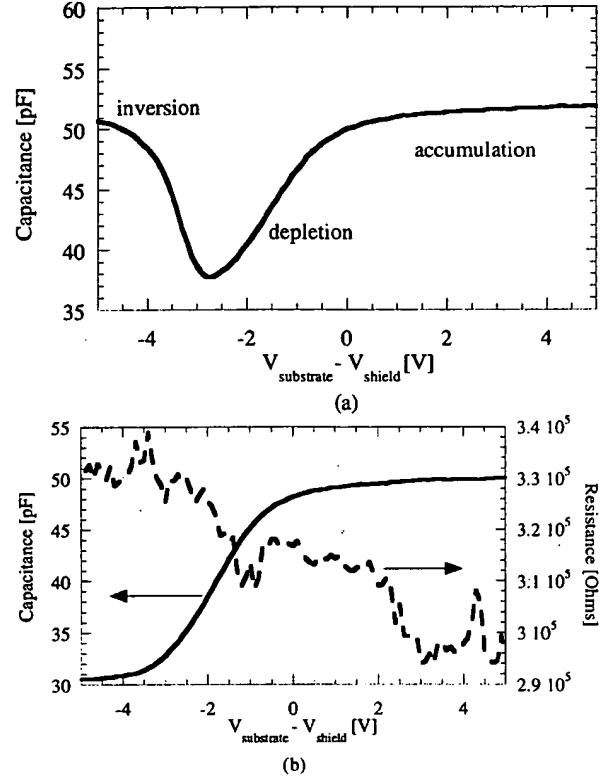 60
55
50
45
40
35
Capacitance [pF]
inversion
accumulation
depletion
-4 -2 0 2 4
V substrate - V shield [V]
(a)
55
50
45
40
35
30
Capacitance [pF]
3.4 10^5
3.3 10^5
3.2 10^5
3:1 10^5
3 10^5
2.9 10^5
Resistance [Ohms]
-4 -2 0 2 4
V substrate - V shield [V]
(b)